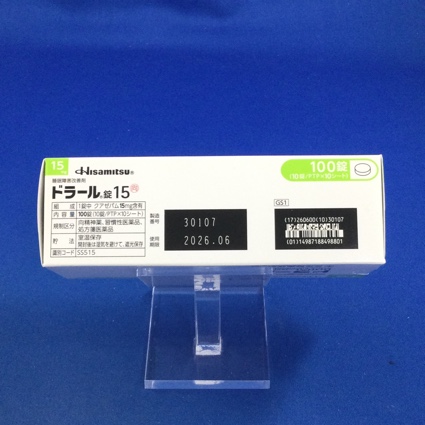 15
Hisamitsu®
睡眠障害改善剤
ドラール®錠15
組 成 1錠中 クアゼパム15mg含有
内 容 量 100錠(10錠/PTP×10シート)
規制区分 向精神薬、習慣性医薬品、
処方箋医薬品
貯 法 室温保存
開封後は湿気を避けて、遮光保存
識別コード SS515
製造
番号
30107
使用
期限
2026.06
100錠
(10錠/PTP×10シート)
GS1
(17)260600(10)30107
(01)14987188498801